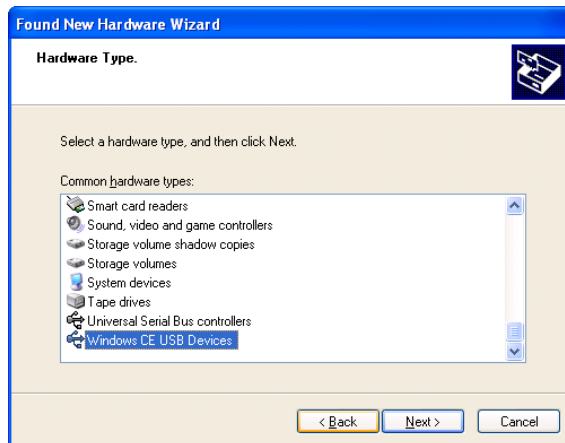 Found New Hardware Wizard
Hardware Type.
Select a hardware type, and then click Next.
Common hardware types:
Smart card readers
Sound, video and game controllers
Storage volume shadow copies
Storage volumes
System devices
Tape drives
Universal Serial Bus controllers
Windows CE USB Devices
< Back Next > Cancel